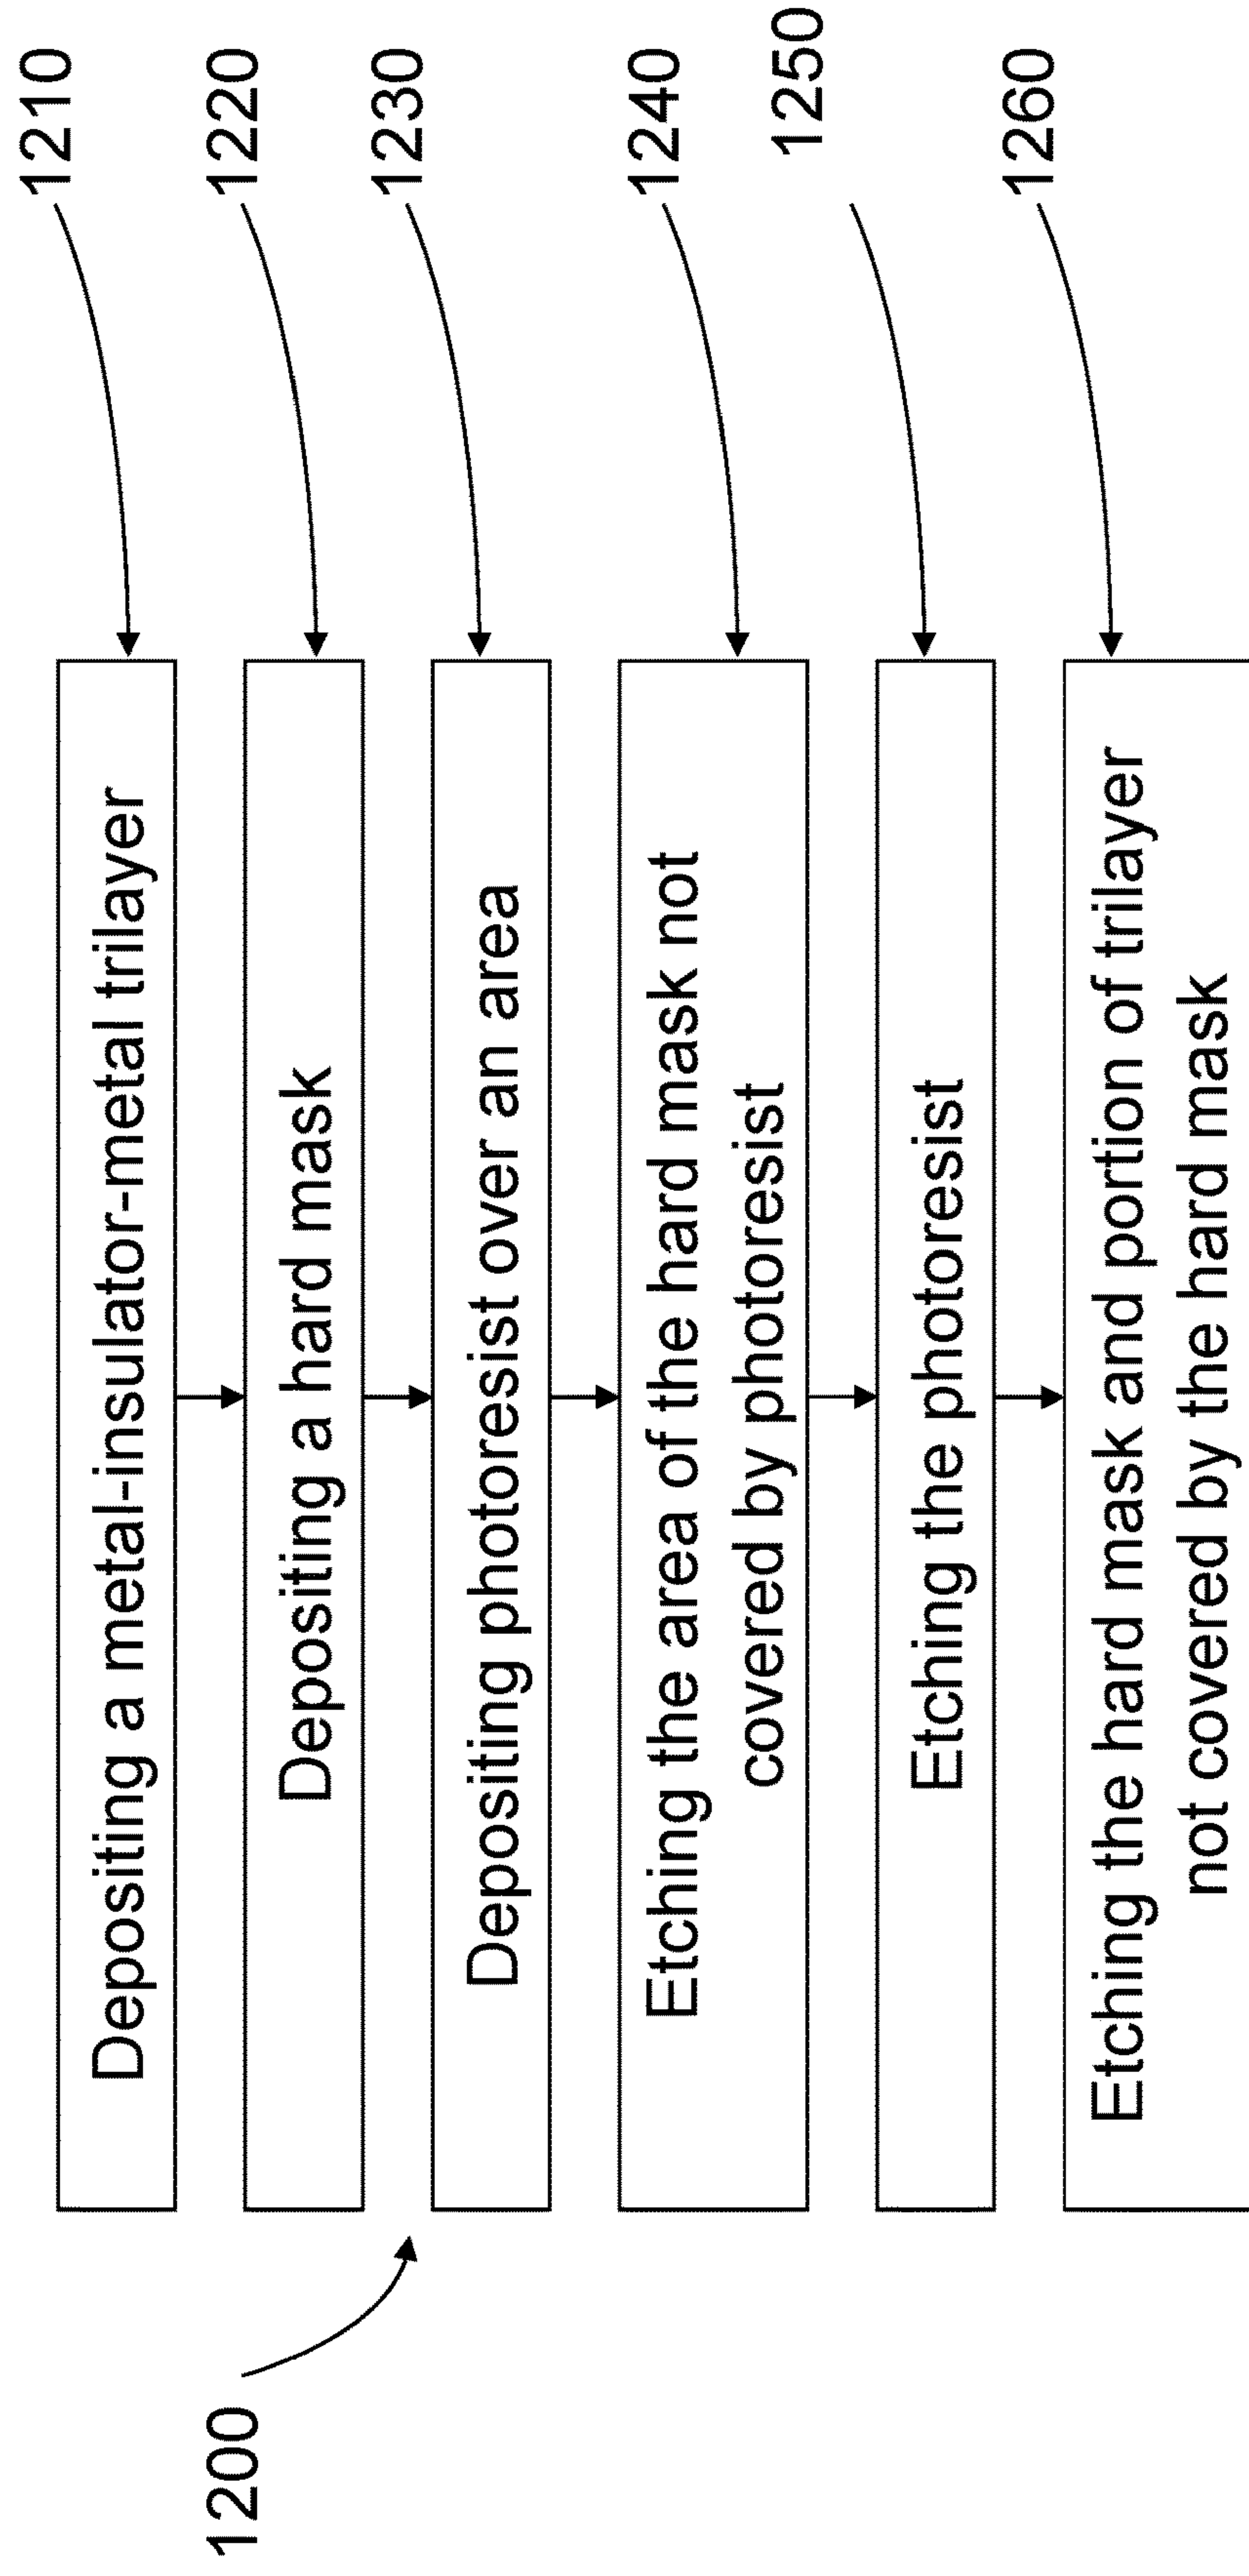 1200
Depositing a metal-insulator-metal trilayer
1210
Depositing a hard mask
1220
Depositing photoresist over an area
1230
Etching the area of the hard mask not
covered by photoresist
1240
Etching the photoresist
1250
Etching the hard mask and portion of trilayer
not covered by the hard mask
1260